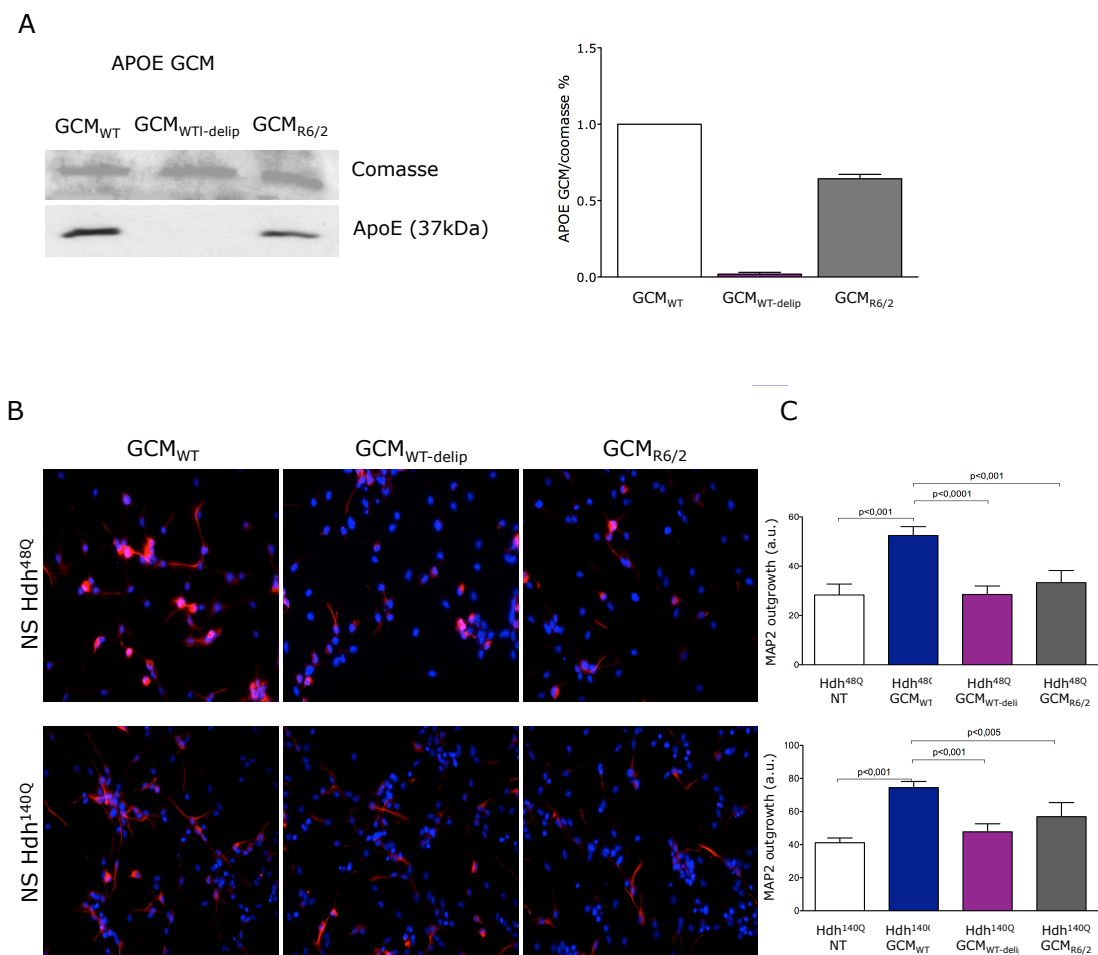 A
APOE GCM
GCMWT GCMWTl-delip GCMR6/2
Comasse
ApoE (37kDa)
APOE GCM/coomasse %
1.5
1.0
0.5
0.0
GCMWT GCMWT-delip GCMR6/2
B
GCMWT GCMWT-delip GCMR6/2
NS Hdh48Q
NS Hdh140Q
C
MAP2 outgrowth (a.u.)
60
40
20
0
p<0,001
p<0,0001
p<0,001
Hdh48Q Hdh48( Hdh48Q Hdh48Q
NT GCMWT GCMWT-deli GCMR6/2
MAP2 outgrowth (a.u.)
100
80
60
40
20
0
p<0,005
p<0,001
p<0,001
Hdh140Q Hdh140( Hdh140Q Hdh140Q
NT GCMWT GCMWT-delip GCMR6/2